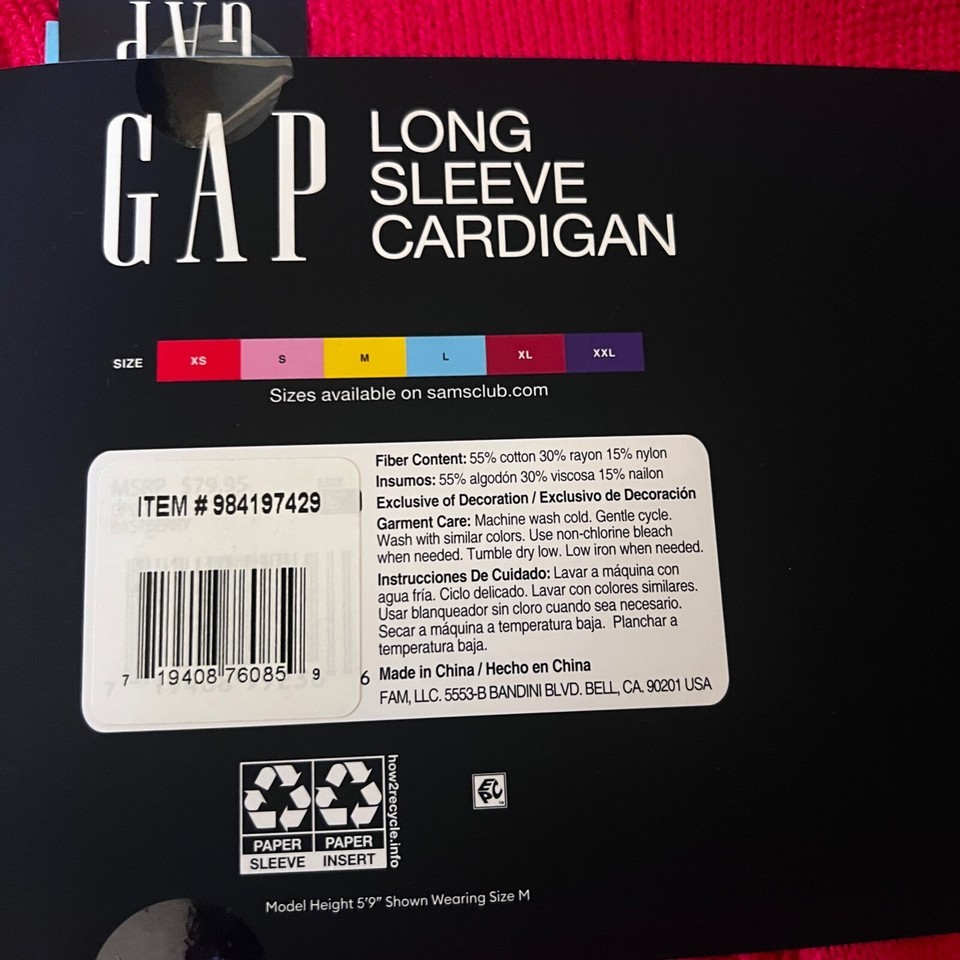 GAP
GAP
LONG
SLEEVE
CARDIGAN
SIZE XS S M L XL XXL
Sizes available on samsclub.com
MSRP $79.95
ITEM # 984197429
RASPBERRY
7 19408 76085 9
6
Fiber Content: 55% cotton 30% rayon 15% nylon
Insumos: 55% algodón 30% viscosa 15% nailon
Exclusive of Decoration / Exclusivo de Decoración
Garment Care: Machine wash cold. Gentle cycle.
Wash with similar colors. Use non-chlorine bleach
when needed. Tumble dry low. Low iron when needed.
Instrucciones De Cuidado: Lavar a máquina con
agua fría. Ciclo delicado. Lavar con colores similares.
Usar blanqueador sin cloro cuando sea necesario.
Secar a máquina a temperatura baja. Planchar a
temperatura baja.
Made in China / Hecho en China
FAM, LLC. 5553-B BANDINI BLVD. BELL, CA. 90201 USA
PAPER PAPER
SLEEVE INSERT
how2recycle.info
EPC
Model Height 5'9" Shown Wearing Size M